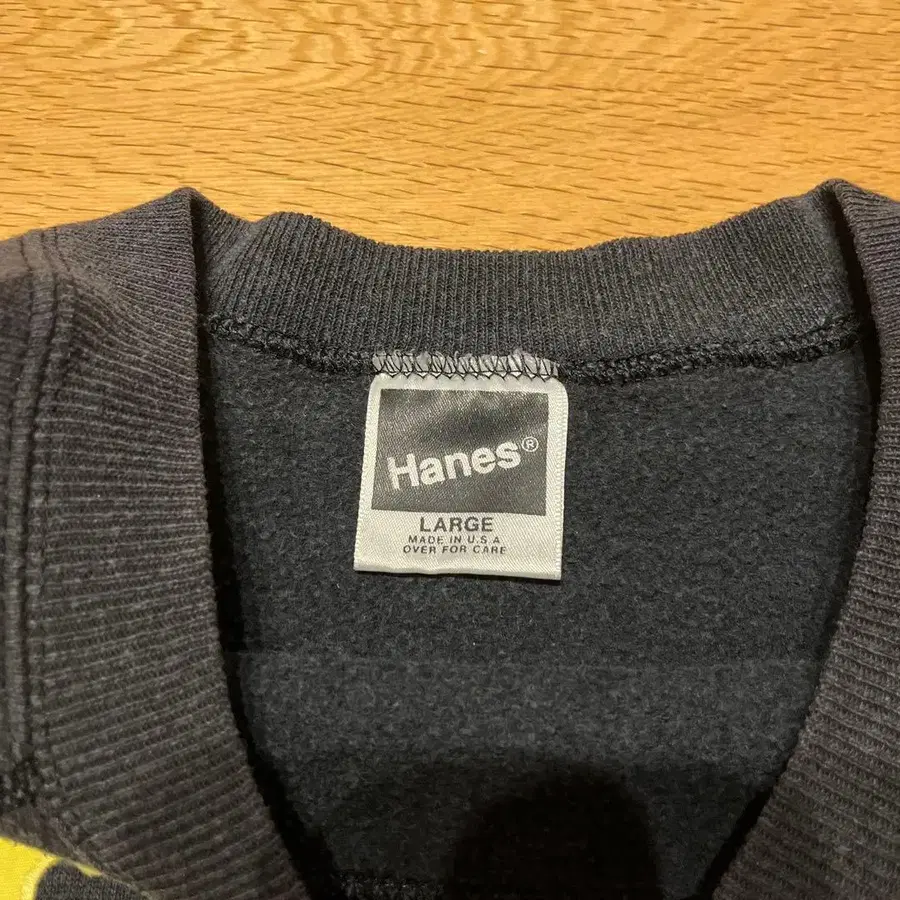 Hanes®
LARGE
MADE IN U.S A
OVER FOR CARE